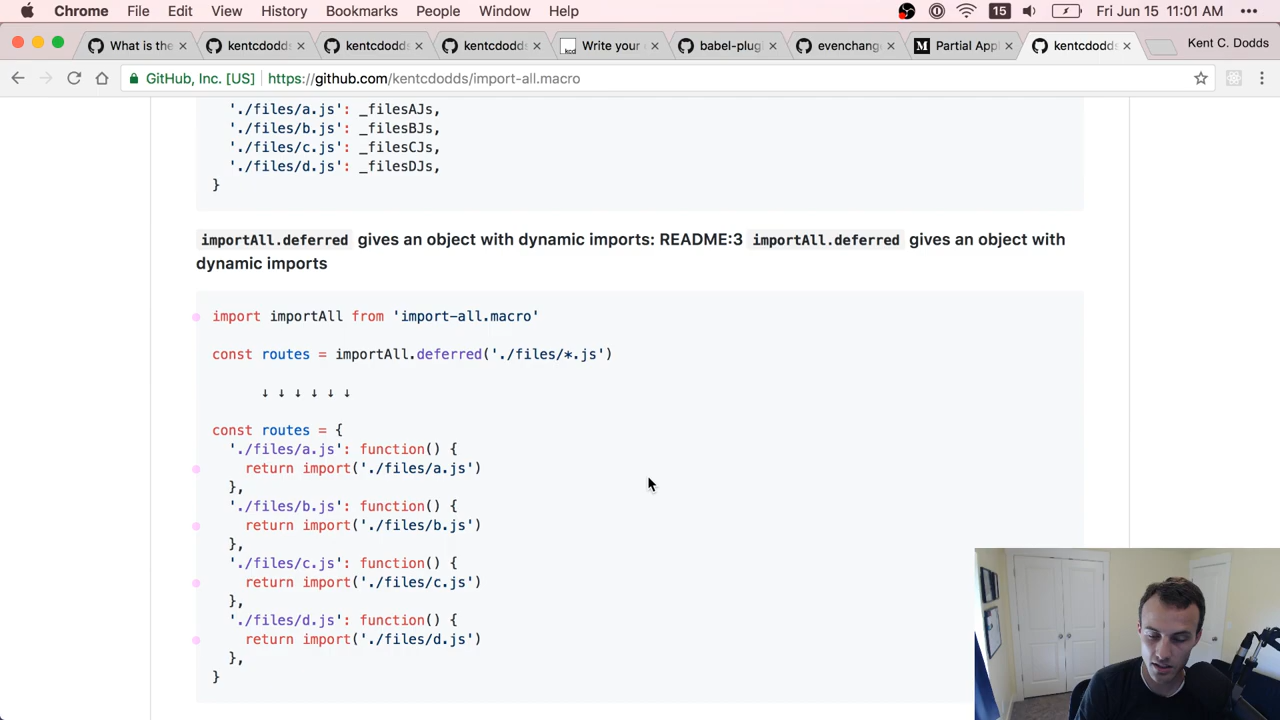 Chrome File Edit View History Bookmarks People Window Help 15 Fri Jun 15 11:01 AM
What is the kentcdodds kentcdodds kentcdodds Write your babel-plug evenchange Partial App kentcdodds Kent C. Dodds
GitHub, Inc. [US] https://github.com/kentcdodds/import-all.macro
'./files/a.js': _filesAJs,
'./files/b.js': _filesBJs,
'./files/c.js': _filesCJs,
'./files/d.js': _filesDJs,
}
importAll.deferred gives an object with dynamic imports: README:3 importAll.deferred gives an object with
dynamic imports
import importAll from 'import-all.macro'
const routes = importAll.deferred('./files/*.js')
↓ ↓ ↓ ↓ ↓ ↓
const routes = {
'./files/a.js': function() {
return import('./files/a.js')
},
'./files/b.js': function() {
return import('./files/b.js')
},
'./files/c.js': function() {
return import('./files/c.js')
},
'./files/d.js': function() {
return import('./files/d.js')
},
}